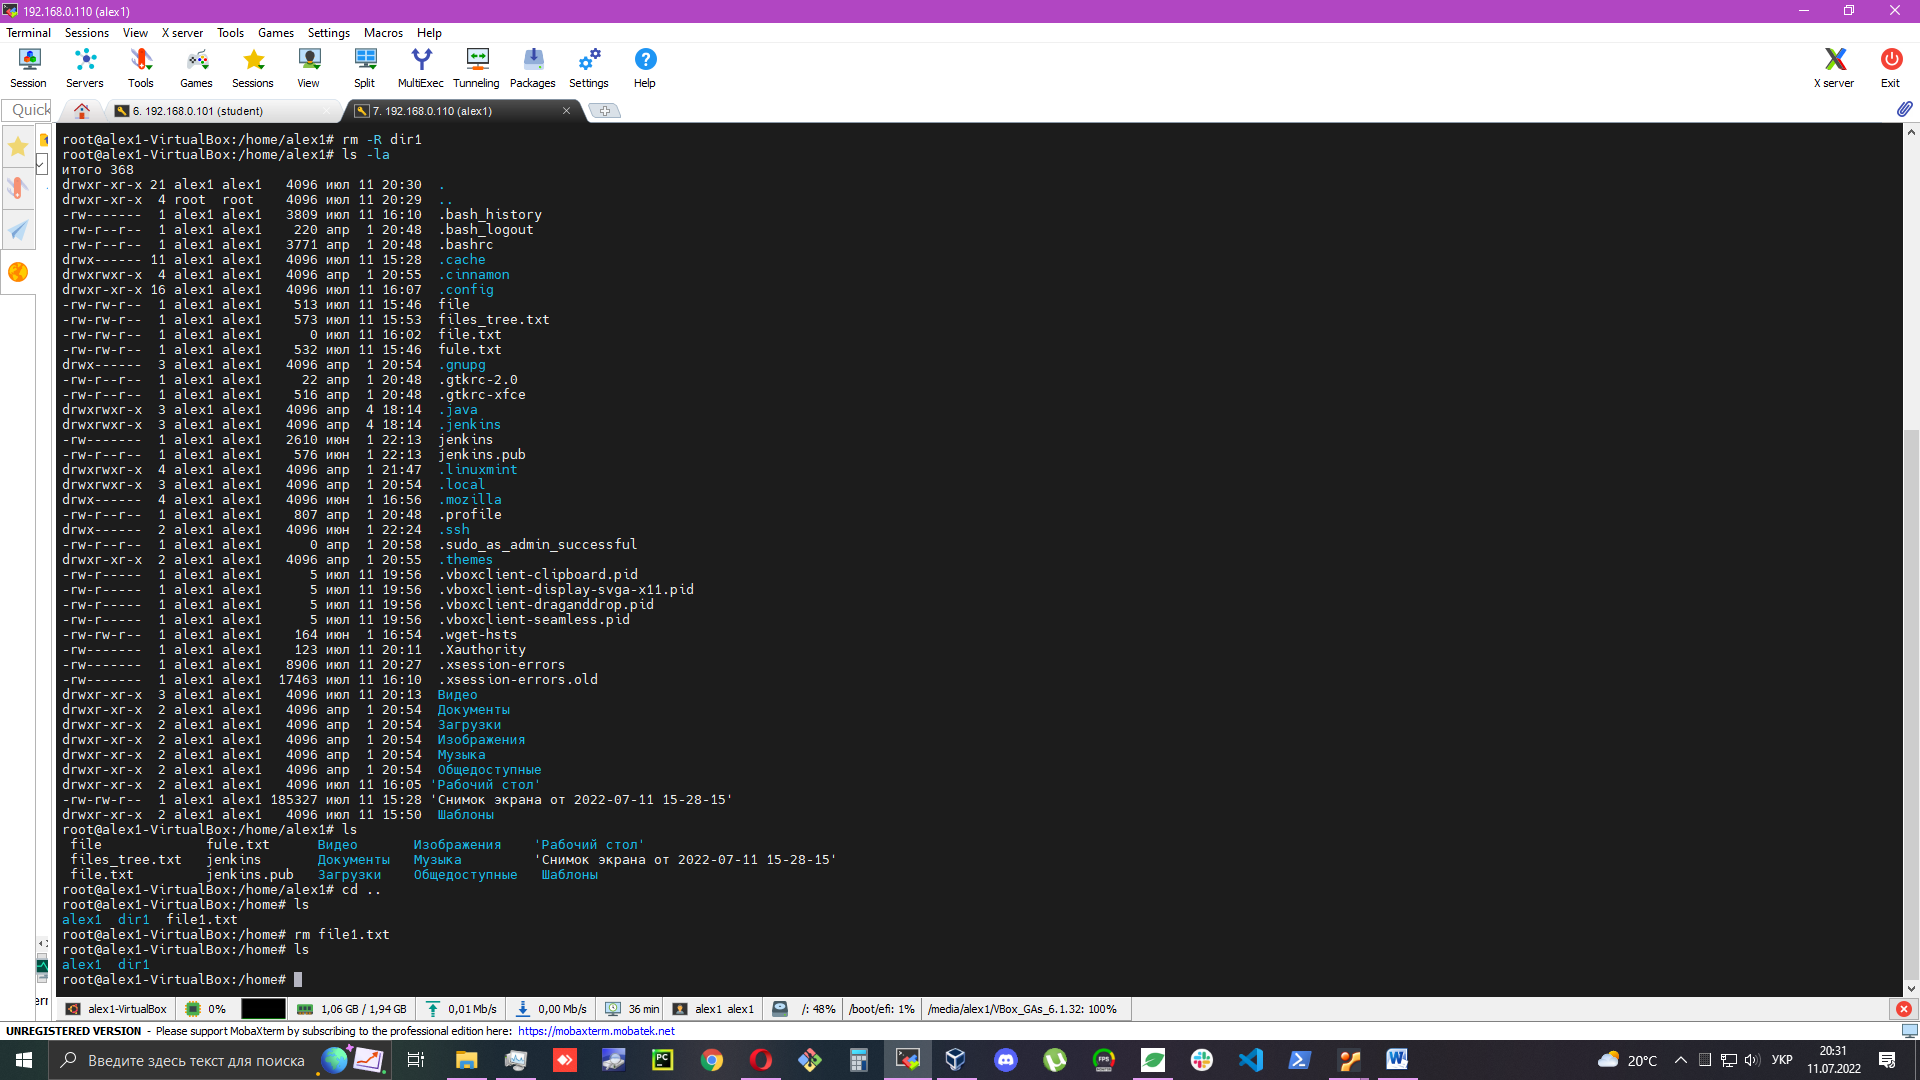 192.168.0.110 (alex1)
Terminal Sessions View X server Tools Games Settings Macros Help
Session Servers Tools Games Sessions View Split MultiExec Tunneling Packages Settings Help X server Exit
Quick 6. 192.168.0.101 (student) 7. 192.168.0.110 (alex1)
root@alex1-VirtualBox:/home/alex1# rm -R dir1
root@alex1-VirtualBox:/home/alex1# ls -la
итого 368
drwxr-xr-x 21 alex1 alex1   4096 июл 11 20:30  .
drwxr-xr-x  4 root  root    4096 июл 11 20:29  ..
-rw-------  1 alex1 alex1   3809 июл 11 16:10  .bash_history
-rw-r--r--  1 alex1 alex1    220 апр  1 20:48  .bash_logout
-rw-r--r--  1 alex1 alex1   3771 апр  1 20:48  .bashrc
drwx------ 11 alex1 alex1   4096 июл 11 15:28  .cache
drwxrwxr-x  4 alex1 alex1   4096 апр  1 20:55  .cinnamon
drwxr-xr-x 16 alex1 alex1   4096 июл 11 16:07  .config
-rw-rw-r--  1 alex1 alex1    513 июл 11 15:46  file
-rw-rw-r--  1 alex1 alex1    573 июл 11 15:53  files_tree.txt
-rw-rw-r--  1 alex1 alex1      0 июл 11 16:02  file.txt
-rw-rw-r--  1 alex1 alex1    532 июл 11 15:46  fule.txt
drwx------  3 alex1 alex1   4096 апр  1 20:54  .gnupg
-rw-r--r--  1 alex1 alex1     22 апр  1 20:48  .gtkrc-2.0
-rw-r--r--  1 alex1 alex1    516 апр  1 20:48  .gtkrc-xfce
drwxrwxr-x  3 alex1 alex1   4096 апр  4 18:14  .java
drwxrwxr-x  3 alex1 alex1   4096 апр  4 18:14  .jenkins
-rw-------  1 alex1 alex1   2610 июн  1 22:13  jenkins
-rw-r--r--  1 alex1 alex1    576 июн  1 22:13  jenkins.pub
drwxrwxr-x  4 alex1 alex1   4096 апр  1 21:47  .linuxmint
drwxrwxr-x  3 alex1 alex1   4096 апр  1 20:54  .local
drwx------  4 alex1 alex1   4096 июн  1 16:56  .mozilla
-rw-r--r--  1 alex1 alex1    807 апр  1 20:48  .profile
drwx------  2 alex1 alex1   4096 июн  1 22:24  .ssh
-rw-r--r--  1 alex1 alex1      0 апр  1 20:58  .sudo_as_admin_successful
drwxr-xr-x  2 alex1 alex1   4096 апр  1 20:55  .themes
-rw-r-----  1 alex1 alex1      5 июл 11 19:56  .vboxclient-clipboard.pid
-rw-r-----  1 alex1 alex1      5 июл 11 19:56  .vboxclient-display-svga-x11.pid
-rw-r-----  1 alex1 alex1      5 июл 11 19:56  .vboxclient-draganddrop.pid
-rw-r-----  1 alex1 alex1      5 июл 11 19:56  .vboxclient-seamless.pid
-rw-rw-r--  1 alex1 alex1    164 июн  1 16:54  .wget-hsts
-rw-------  1 alex1 alex1    123 июл 11 20:11  .Xauthority
-rw-------  1 alex1 alex1   8906 июл 11 20:27  .xsession-errors
-rw-------  1 alex1 alex1  17463 июл 11 16:10  .xsession-errors.old
drwxr-xr-x  3 alex1 alex1   4096 июл 11 20:13  Видео
drwxr-xr-x  2 alex1 alex1   4096 апр  1 20:54  Документы
drwxr-xr-x  2 alex1 alex1   4096 апр  1 20:54  Загрузки
drwxr-xr-x  2 alex1 alex1   4096 апр  1 20:54  Изображения
drwxr-xr-x  2 alex1 alex1   4096 апр  1 20:54  Музыка
drwxr-xr-x  2 alex1 alex1   4096 апр  1 20:54  Общедоступные
drwxr-xr-x  2 alex1 alex1   4096 июл 11 16:05 'Рабочий стол'
-rw-rw-r--  1 alex1 alex1 185327 июл 11 15:28 'Снимок экрана от 2022-07-11 15-28-15'
drwxr-xr-x  2 alex1 alex1   4096 июл 11 15:50  Шаблоны
root@alex1-VirtualBox:/home/alex1# ls
file fule.txt Видео Изображения 'Рабочий стол'
files_tree.txt jenkins Документы Музыка 'Снимок экрана от 2022-07-11 15-28-15'
file.txt jenkins.pub Загрузки Общедоступные Шаблоны
root@alex1-VirtualBox:/home/alex1# cd ..
root@alex1-VirtualBox:/home# ls
alex1  dir1  file1.txt
root@alex1-VirtualBox:/home# rm file1.txt
root@alex1-VirtualBox:/home# ls
alex1  dir1
root@alex1-VirtualBox:/home#
alex1-VirtualBox 0% 1,06 GB / 1,94 GB 0,01 Mb/s 0,00 Mb/s 36 min alex1 alex1 /: 48% /boot/efi: 1% /media/alex1/VBox_GAs_6.1.32: 100%
UNREGISTERED VERSION - Please support MobaXterm by subscribing to the professional edition here: https://mobaxterm.mobatek.net
Введите здесь текст для поиска 20°C УКР 20:31
11.07.2022